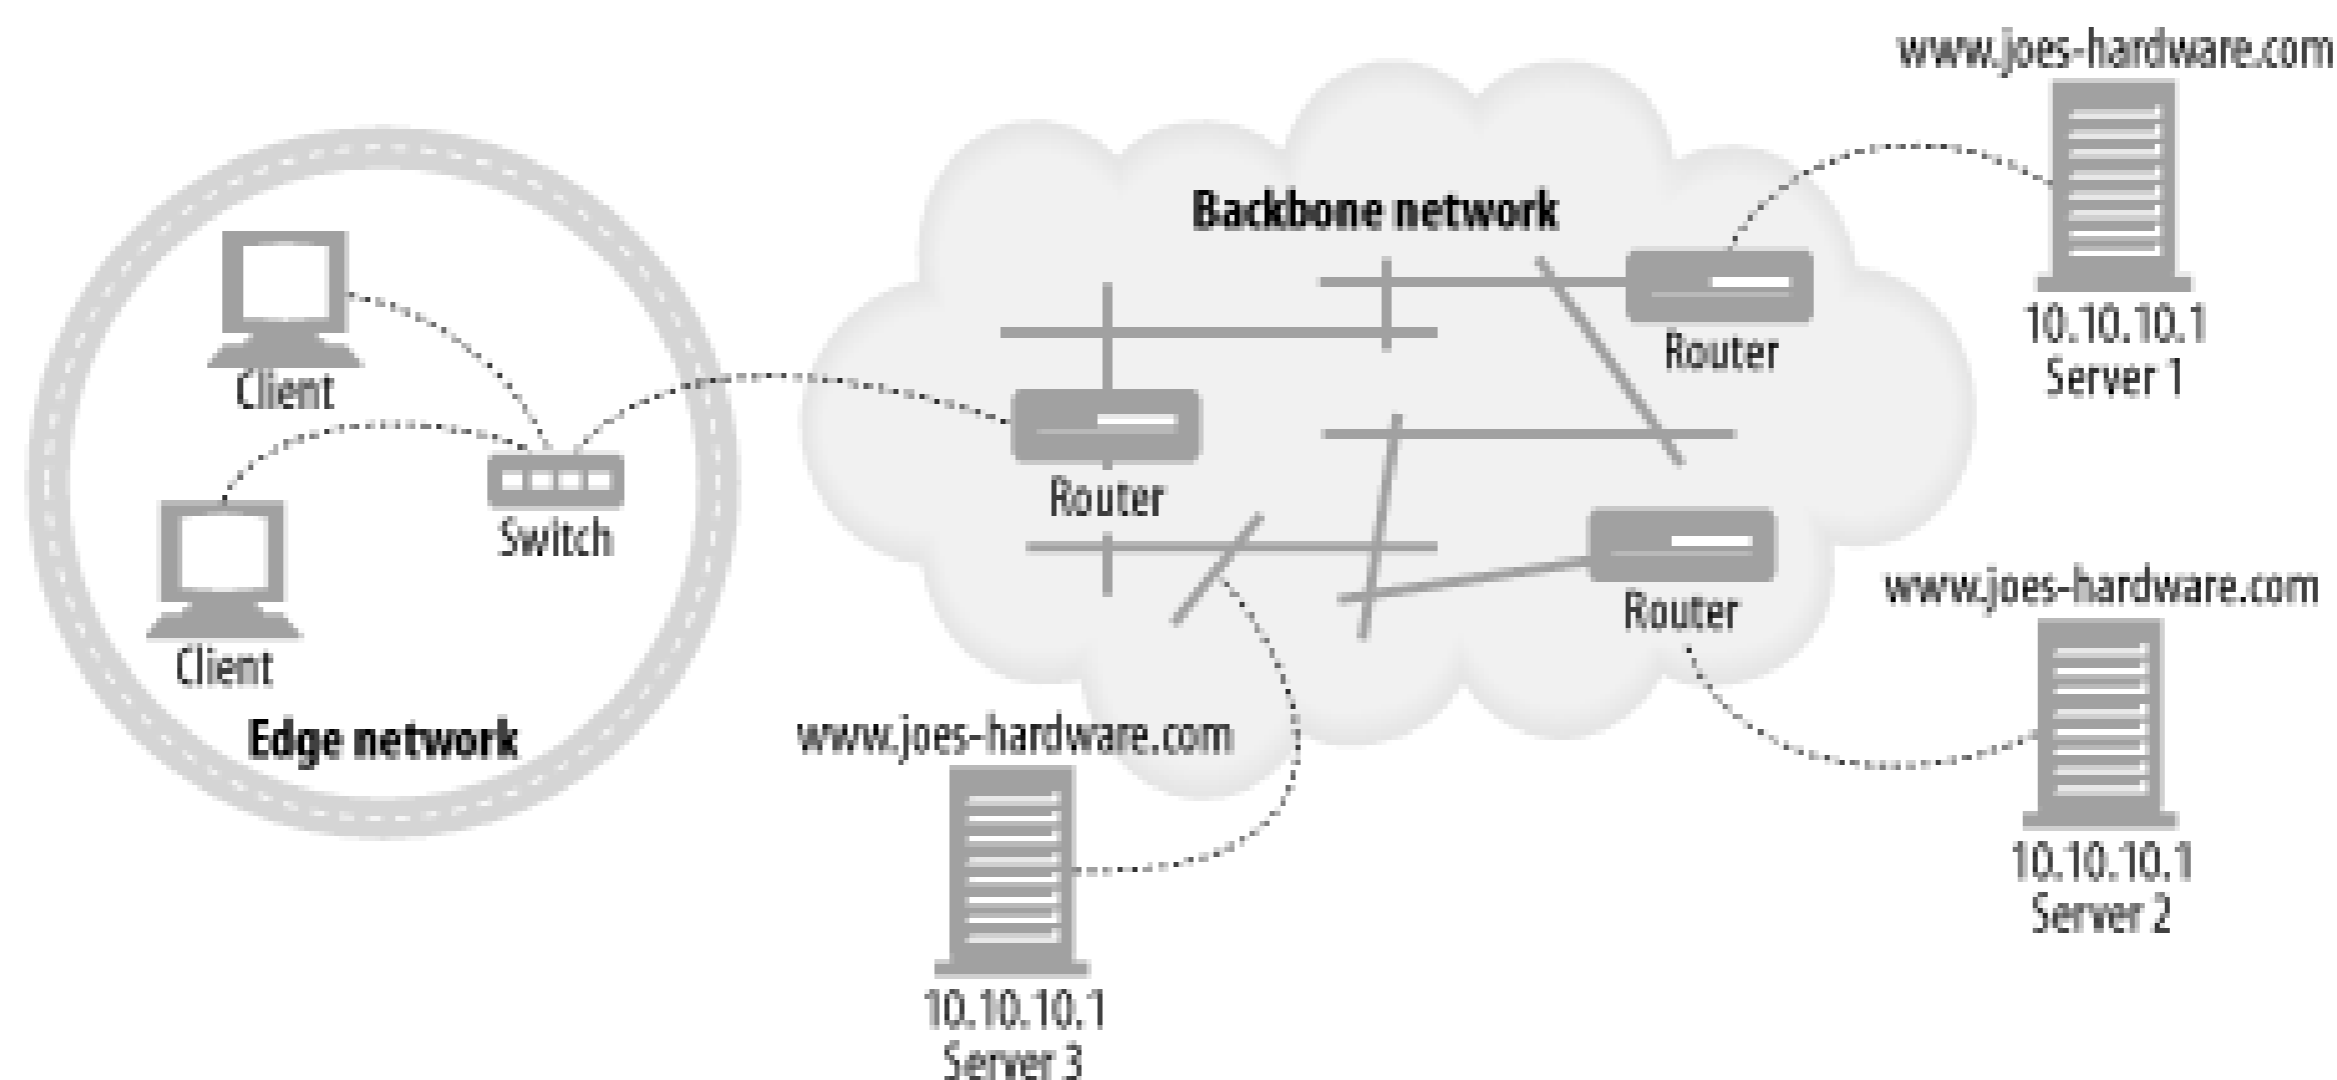 www.joes-hardware.com
Backbone network
Router
10.10.10.1
Server 1
Client
Router
Switch
Client
Edge network
Router
www.joes-hardware.com
10.10.10.1
Server 2
www.joes-hardware.com
10.10.10.1
Server 3